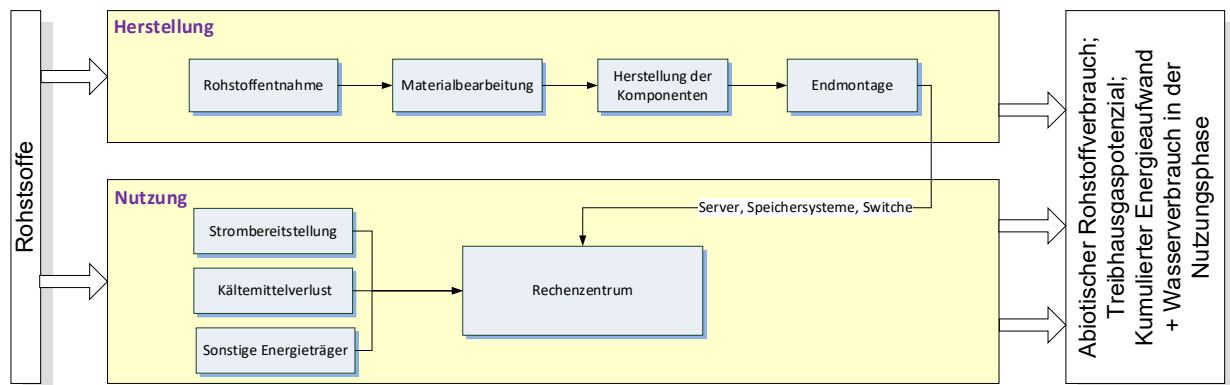 Rohstsoffe
Herstellung
Rohstoffentnahme
Materialbearbeitung
Herstellung der
Komponenten
Endmontage
Nutzung
Server, Speichersysteme, Switche
Strombereitstellung
Kältemittelverlust
Sonstige Energieträger
Rechenzentrum
Abiotischer Rohstoffverbrauch;
Treibhausgaspotenzial;
Kumulierter Energieaufwand
+ Wasserverbrauch in der
Nutzungsphase